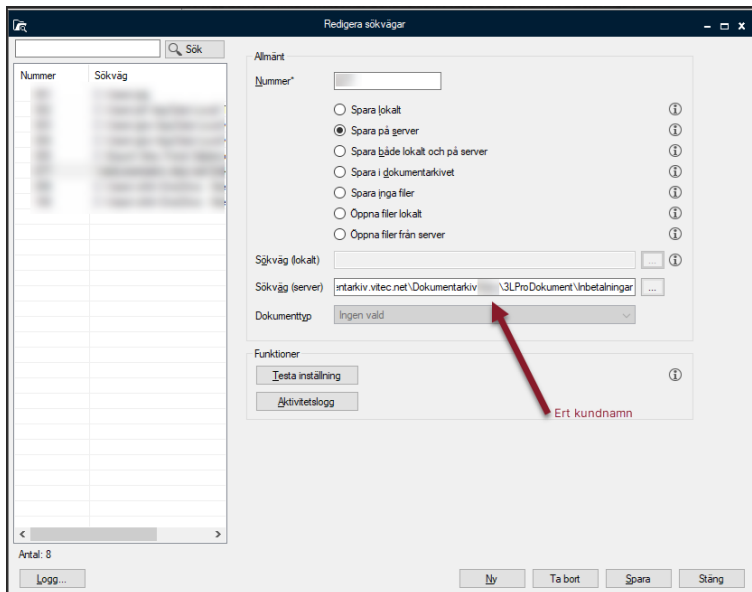 Redigera sökvägar
Sök
Nummer Sökväg
Antal: 8
Logg...
Allmänt
Nummer*
Spara lokalt
Spara på server
Spara både lokalt och på server
Spara i dokumentarkivet
Spara inga filer
Öppna filer lokalt
Öppna filer från server
Sökväg (lokalt) ...
Sökväg (server) entarkiv.vitec.net\Dokumentarkiv \3LProDokument\Inbetalningar ...
Dokumenttyp Ingen vald
Funktioner
Testa inställning
Aktivitetslogg
Ert kundnamn
Ny Ta bort Spara Stäng